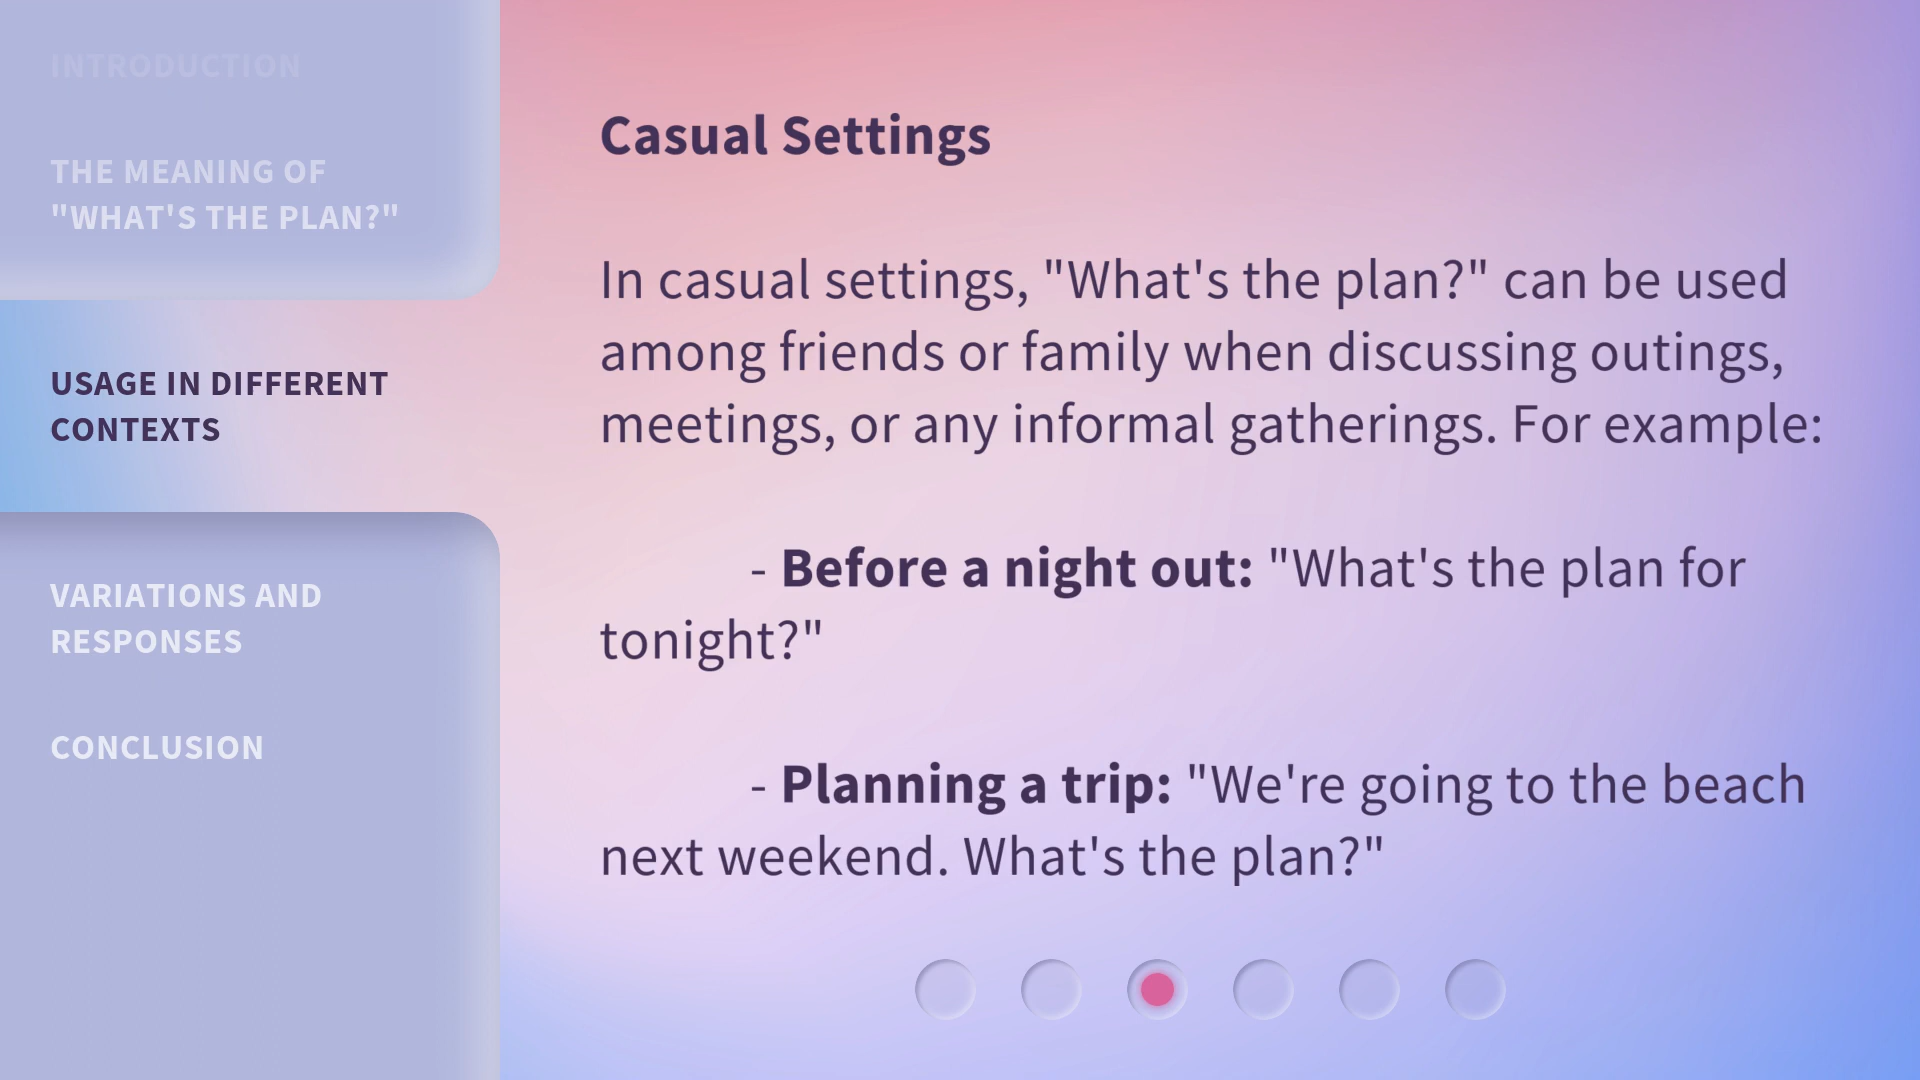 INTRODUCTION
THE MEANING OF
"WHAT'S THE PLAN?"
USAGE IN DIFFERENT
CONTEXTS
VARIATIONS AND
RESPONSES
CONCLUSION
Casual Settings
In casual settings, "What's the plan?" can be used
among friends or family when discussing outings,
meetings, or any informal gatherings. For example:
- Before a night out: "What's the plan for
tonight?"
- Planning a trip: "We're going to the beach
next weekend. What's the plan?"